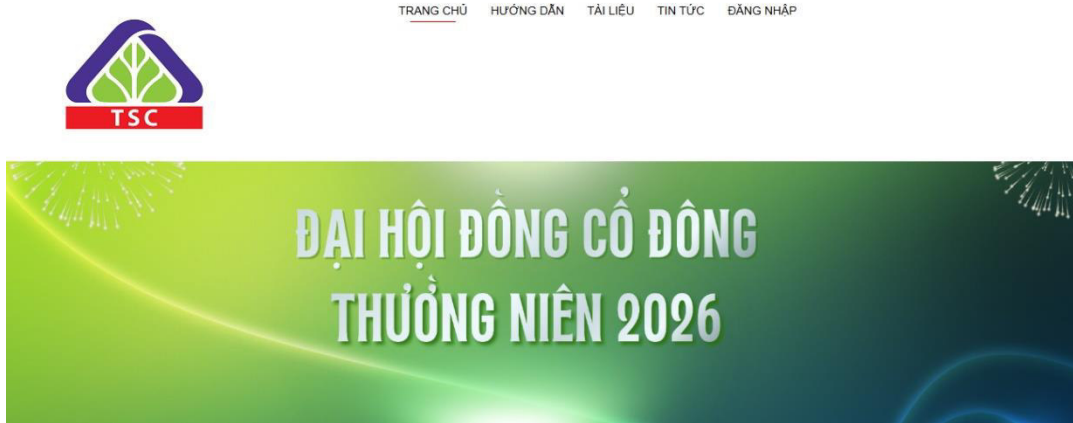 TRANG CHỦ HƯỚNG DẪN TÀI LIỆU TIN TỨC ĐĂNG NHẬP
TSC
ĐẠI HỘI ĐỒNG CỔ ĐÔNG
THƯỜNG NIÊN 2026